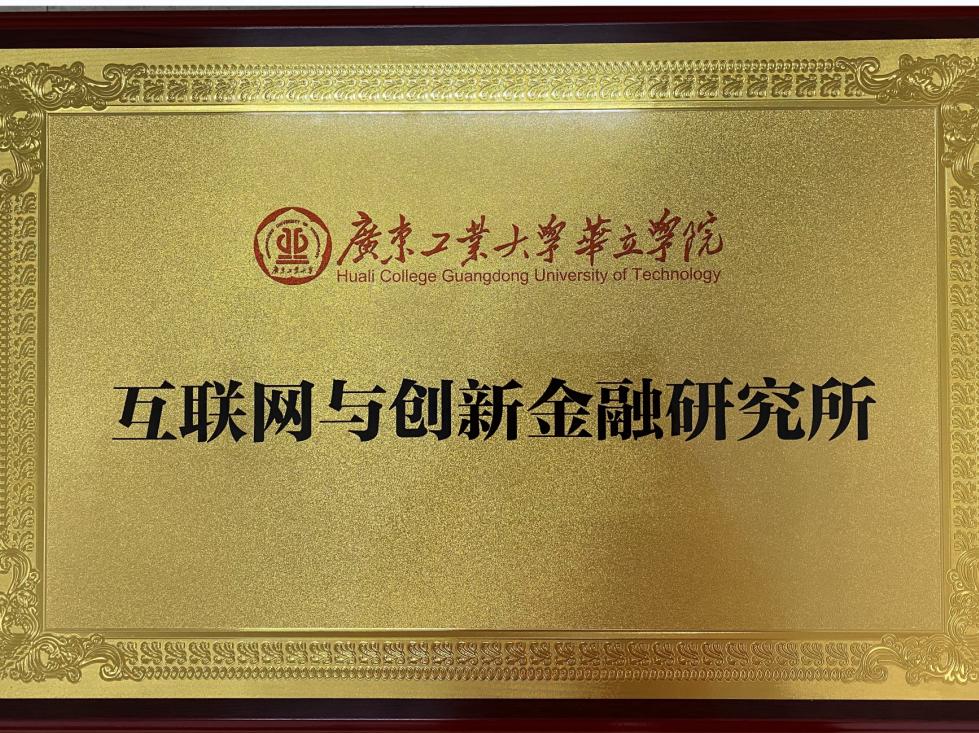 廣東工業大學華立學院
Huali College Guangdong University of Technology
互联网与创新金融研究所